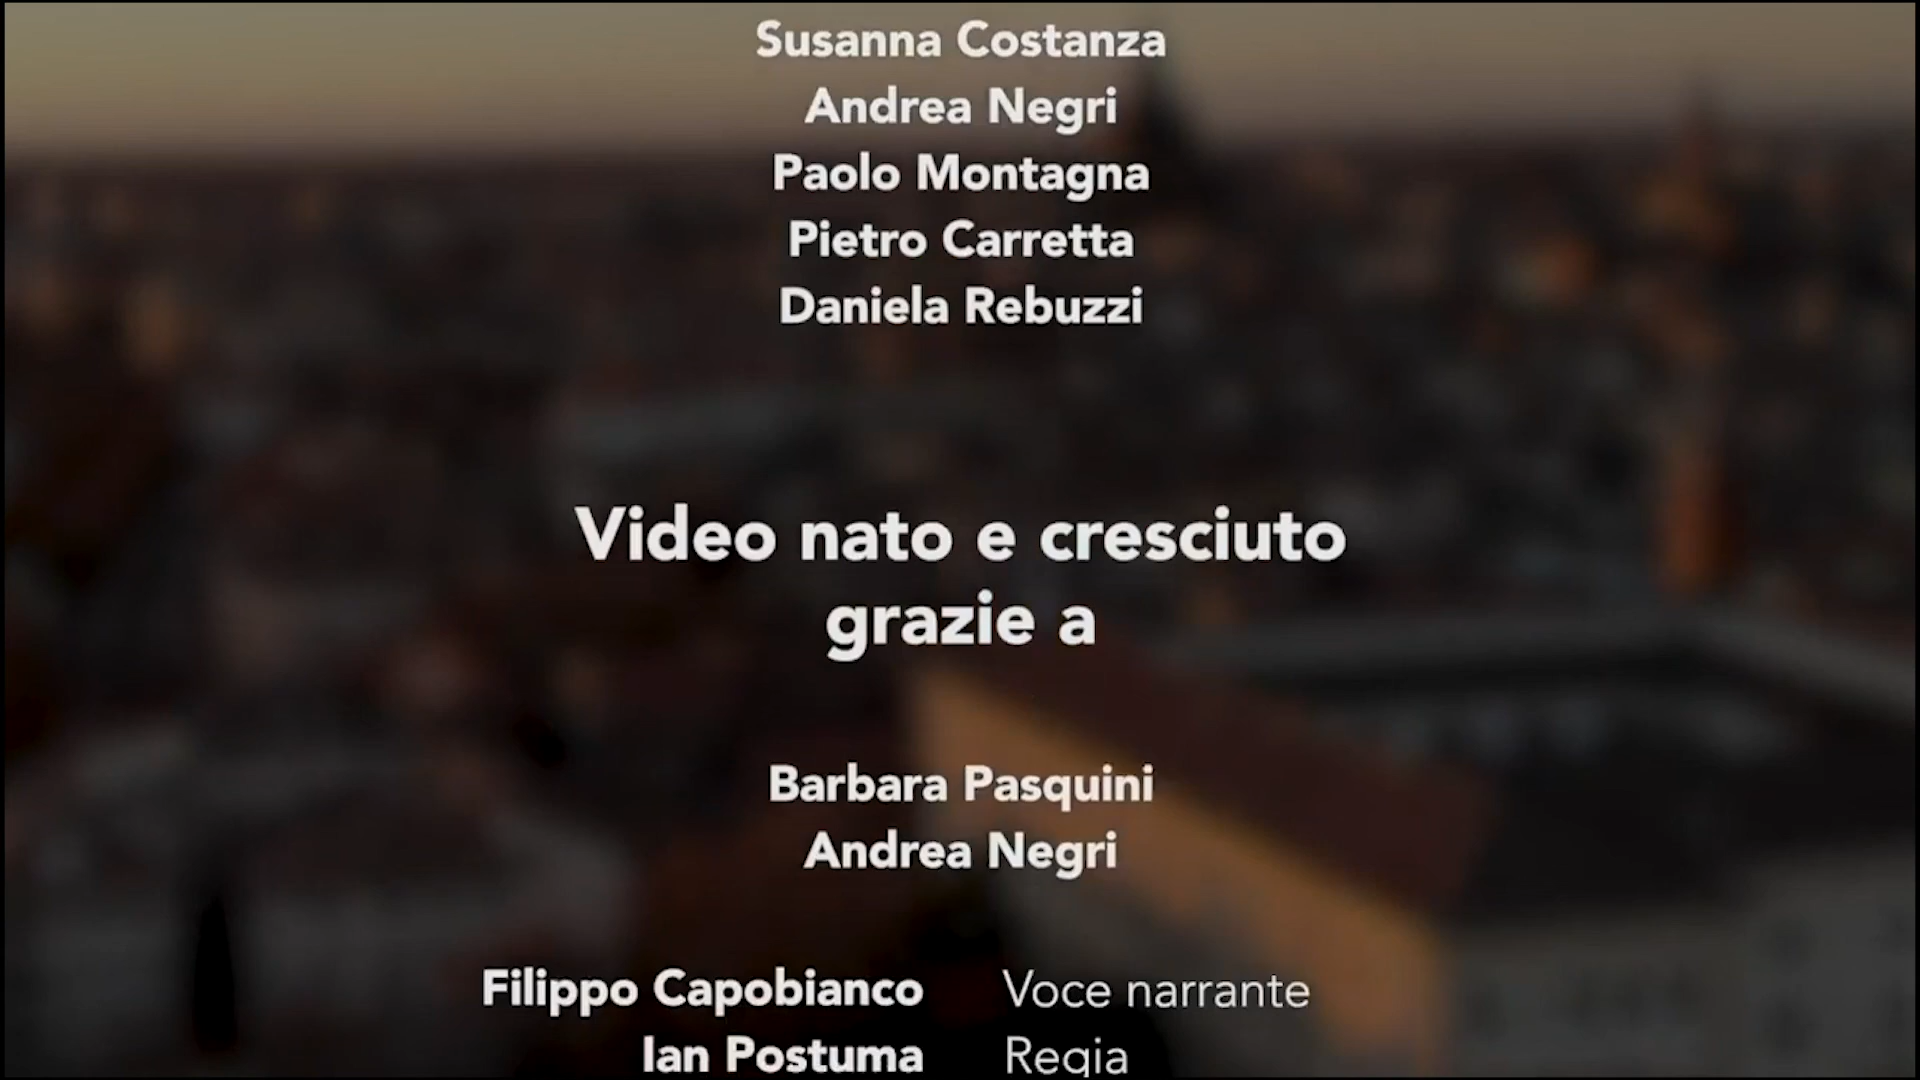 Susanna Costanza
Andrea Negri
Paolo Montagna
Pietro Carretta
Daniela Rebuzzi
Video nato e cresciuto
grazie a
Barbara Pasquini
Andrea Negri
Filippo Capobianco Voce narrante
Ian Postuma Regia